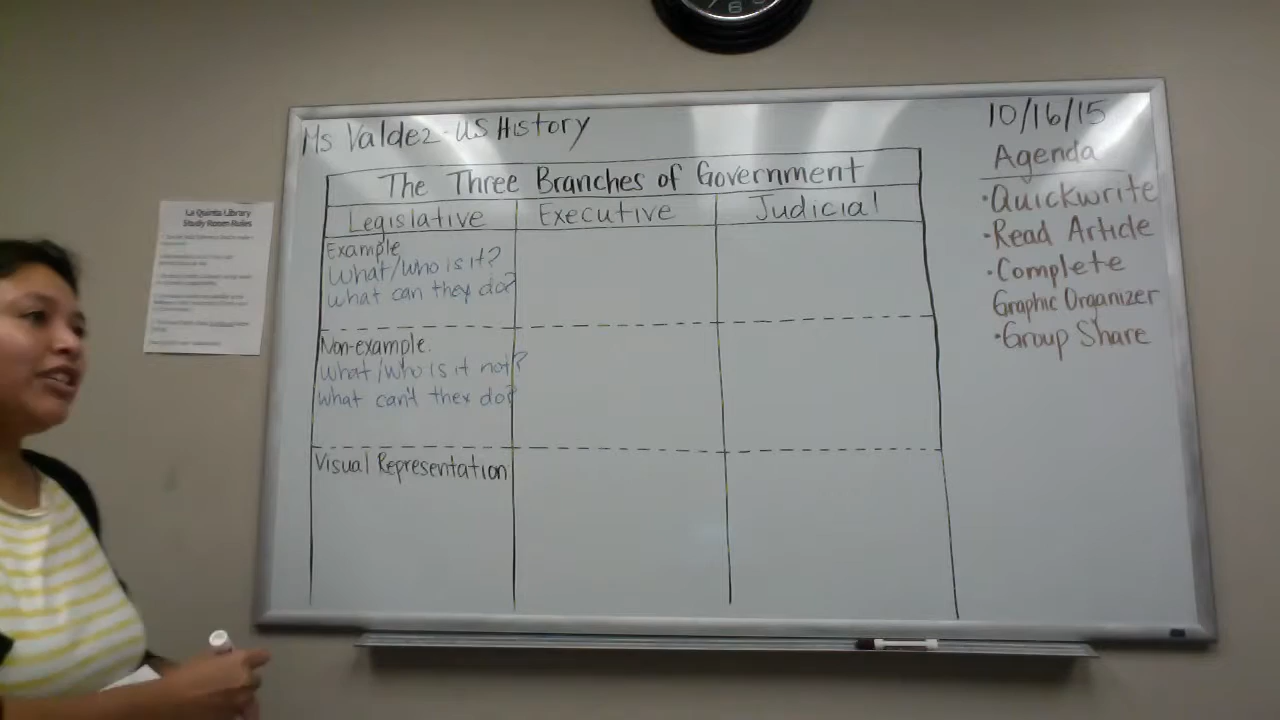 Ms Valdez - US History
The Three Branches of Government
Legislative Executive Judicial
Example
What/Who is it?
What can they do?
Non-example.
What/Who is it not?
What can't they do?
Visual Representation
10/16/15
Agenda
·Quickwrite
·Read Article
·Complete
Graphic Organizer
·Group Share
La Quinta Library
Study Room Rules
6